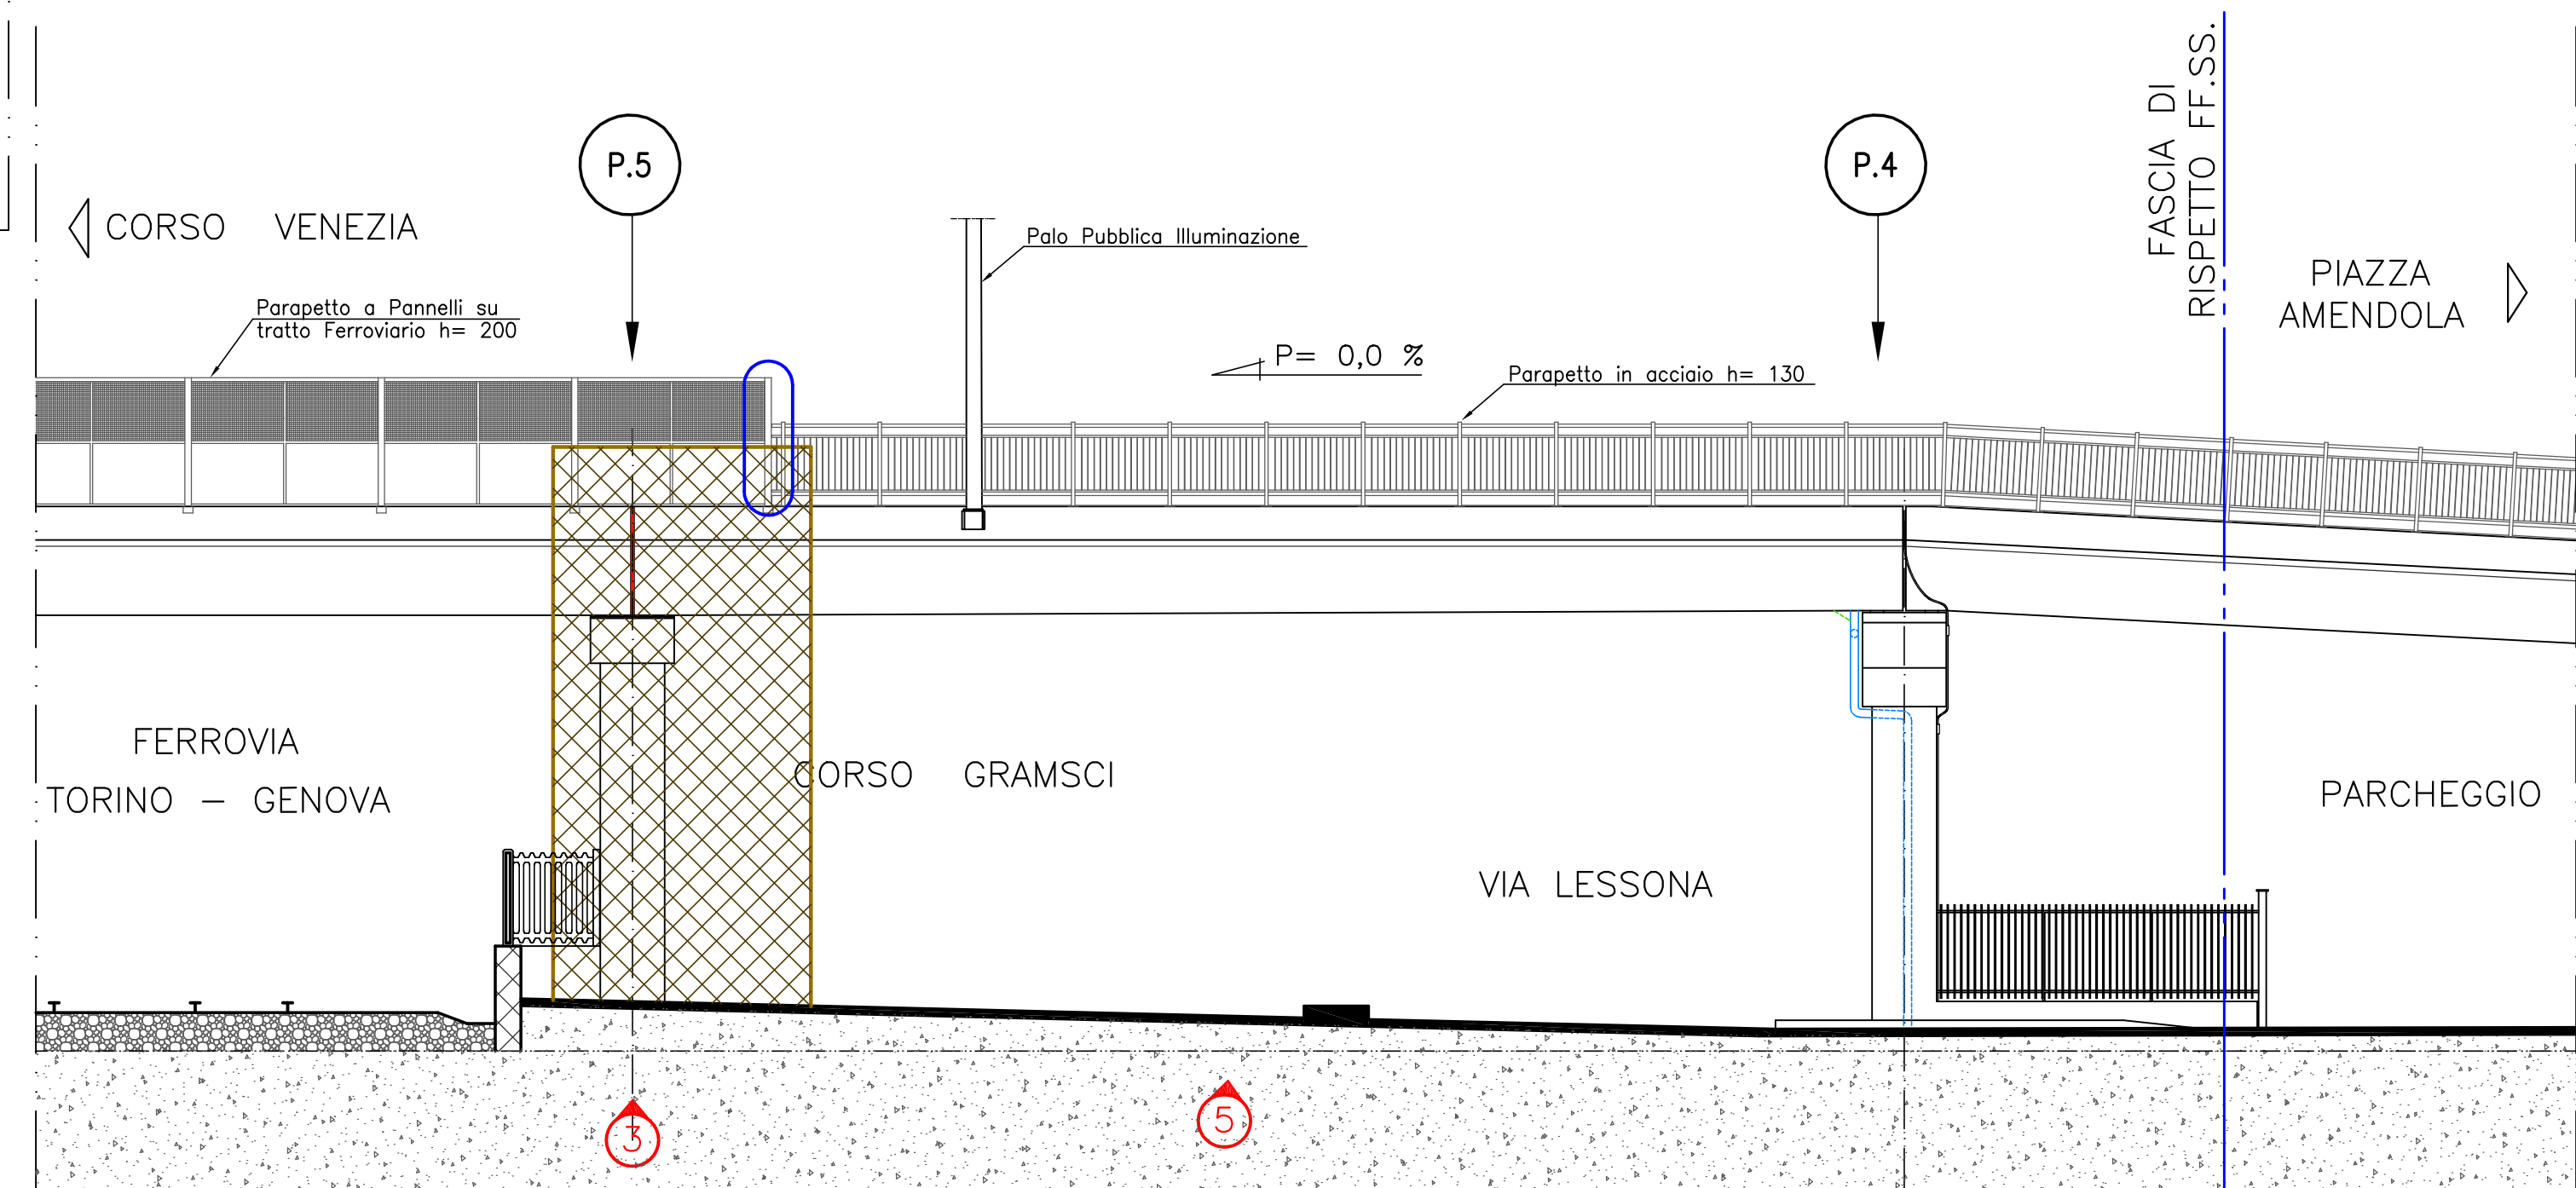 P.5
P.4
FASCIA DI
RISPETTO FF.SS.
CORSO VENEZIA
Palo Pubblica Illuminazione
PIAZZA
AMENDOLA
Parapetto a Pannelli su
tratto Ferroviario h= 200
P= 0,0 %
Parapetto in acciaio h= 130
FERROVIA
TORINO – GENOVA
CORSO GRAMSCI
PARCHEGGIO
VIA LESSONA
3
5